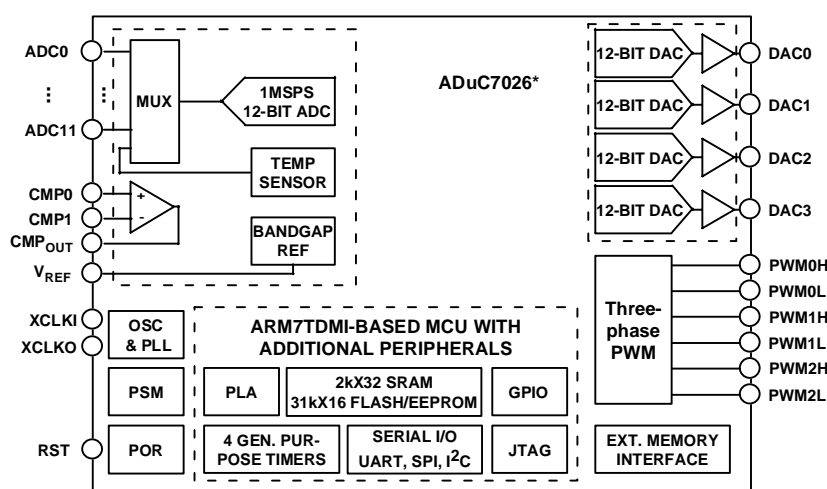 ADuC7026*
ADC0
...
...
ADC11
CMP0
CMP1
CMPOUT
VREF
XCLKI
XCLKO
RST
MUX
1MSPS
12-BIT ADC
TEMP
SENSOR
+
-
BANDGAP
REF
12-BIT DAC
12-BIT DAC
12-BIT DAC
12-BIT DAC
DAC0
DAC1
DAC2
DAC3
Three-
phase
PWM
PWM0H
PWM0L
PWM1H
PWM1L
PWM2H
PWM2L
OSC
& PLL
PSM
POR
ARM7TDMI-BASED MCU WITH
ADDITIONAL PERIPHERALS
PLA
2kX32 SRAM
31kX16 FLASH/EEPROM
GPIO
4 GEN. PUR-
POSE TIMERS
SERIAL I/O
UART, SPI, I²C
JTAG
EXT. MEMORY
INTERFACE